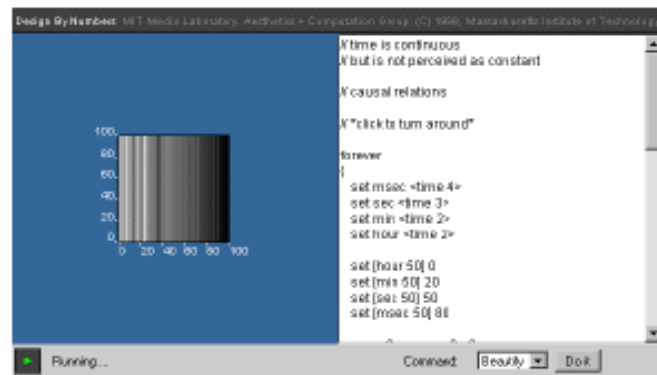 Design By Numbers MIT Media Laboratory. Aesthetics + Computation Group. (C) 1999, Massachusetts Institute of Technology
// time is continuous
// but is not perceived as constant
// causal relations
// "click to turn around"
forever
{
set msec <time 4>
set sec <time 3>
set min <time 2>
set hour <time 2>
set [hour 50] 0
set [min 50] 20
set [sec 50] 50
set [msec 50] 80
100
80
60
40
20
0
0 20 40 60 80 100
Running...
Command: Beautify Do it